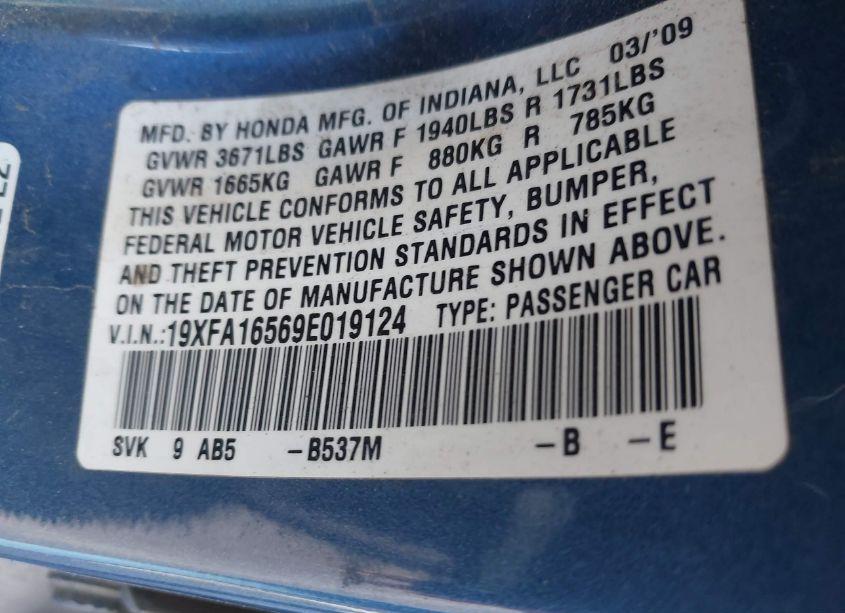 MFD. BY HONDA MFG. OF INDIANA, LLC 03/'09
GVWR 3671LBS GAWR F 1940LBS R 1731LBS
GVWR 1665KG GAWR F 880KG R 785KG
THIS VEHICLE CONFORMS TO ALL APPLICABLE
FEDERAL MOTOR VEHICLE SAFETY, BUMPER,
AND THEFT PREVENTION STANDARDS IN EFFECT
ON THE DATE OF MANUFACTURE SHOWN ABOVE.
V.I.N.:19XFA16569E019124 TYPE: PASSENGER CAR
SVK 9 AB5 -B537M -B -E